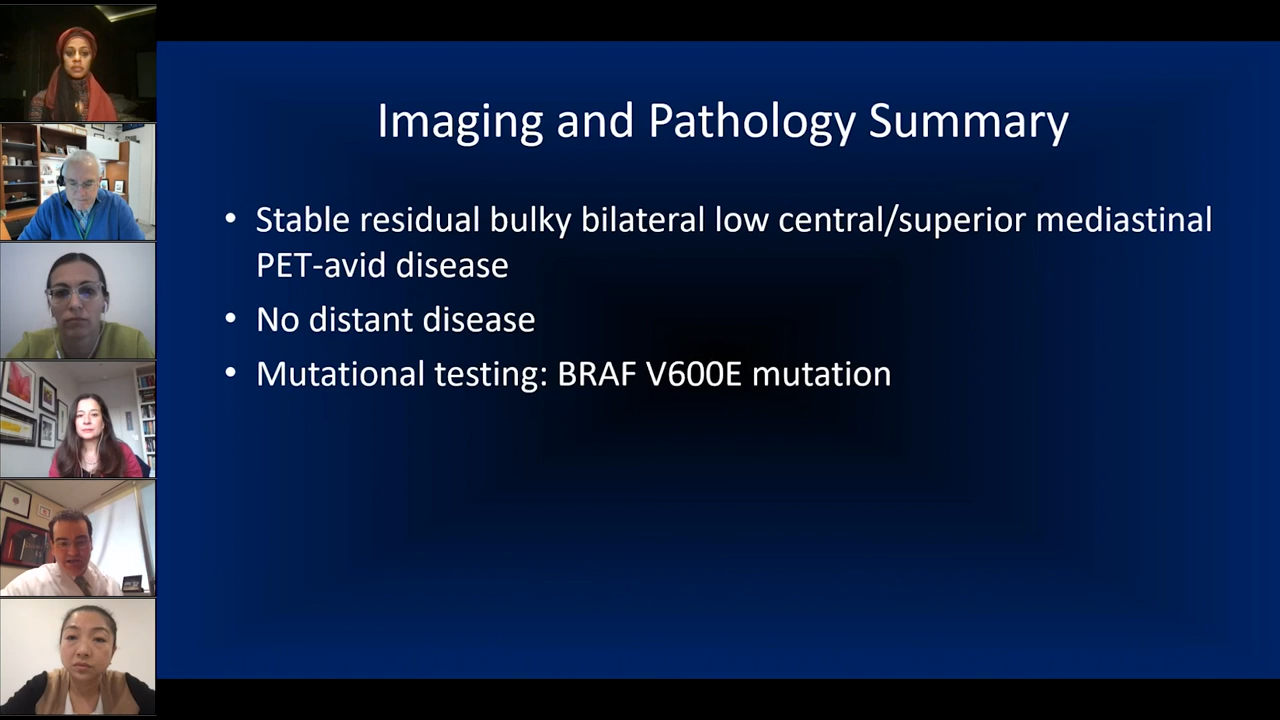 Imaging and Pathology Summary
• Stable residual bulky bilateral low central/superior mediastinal
PET-avid disease
• No distant disease
• Mutational testing: BRAF V600E mutation